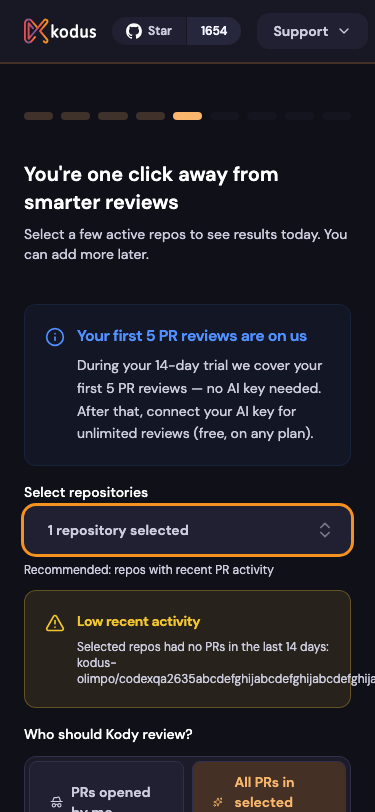 kodus
Star
1654
Support
You're one click away from
smarter reviews
Select a few active repos to see results today. You
can add more later.
Your first 5 PR reviews are on us
During your 14-day trial we cover your
first 5 PR reviews — no AI key needed.
After that, connect your AI key for
unlimited reviews (free, on any plan).
Select repositories
1 repository selected
Recommended: repos with recent PR activity
Low recent activity
Selected repos had no PRs in the last 14 days:
kodus-
olimpo/codexqa2635abcdefghijabcdefghijabcdefghija
Who should Kody review?
PRs opened
All PRs in
selected